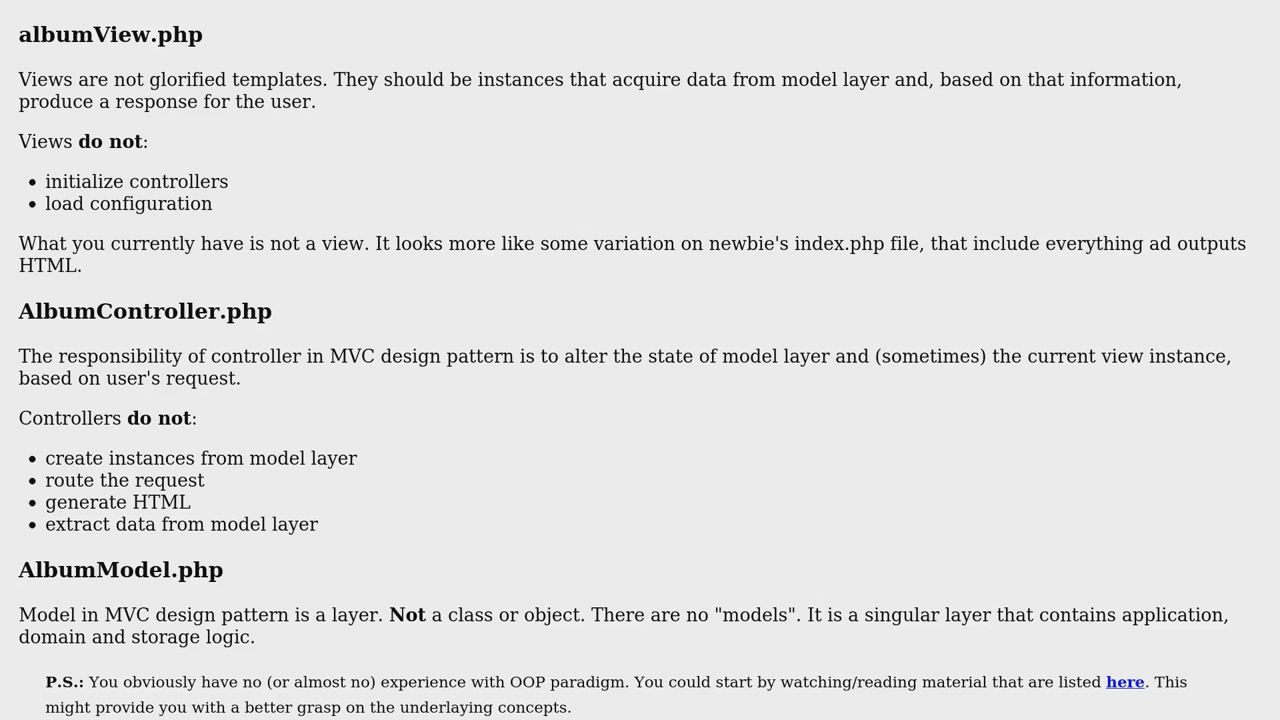 albumView.php
Views are not glorified templates. They should be instances that acquire data from model layer and, based on that information,
produce a response for the user.
Views do not:
• initialize controllers
• load configuration
What you currently have is not a view. It looks more like some variation on newbie's index.php file, that include everything ad outputs
HTML.
AlbumController.php
The responsibility of controller in MVC design pattern is to alter the state of model layer and (sometimes) the current view instance,
based on user's request.
Controllers do not:
• create instances from model layer
• route the request
• generate HTML
• extract data from model layer
AlbumModel.php
Model in MVC design pattern is a layer. Not a class or object. There are no "models". It is a singular layer that contains application,
domain and storage logic.
P.S.: You obviously have no (or almost no) experience with OOP paradigm. You could start by watching/reading material that are listed here. This
might provide you with a better grasp on the underlaying concepts.